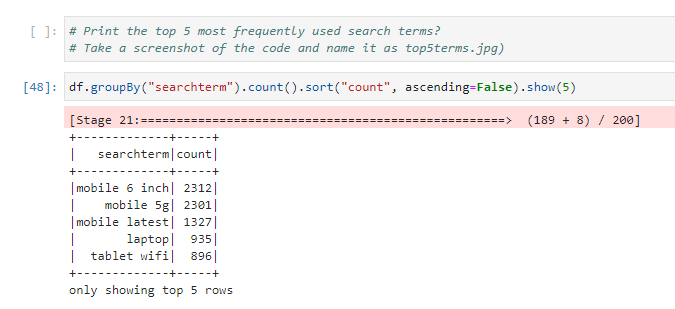 [ ]: # Print the top 5 most frequently used search terms?
# Take a screenshot of the code and name it as top5terms.jpg)
[48]: df.groupBy("searchterm").count().sort("count", ascending=False).show(5)
[Stage 21:===================================================> (189 + 8) / 200]
+-------------+-----+
|   searchterm|count|
+-------------+-----+
|mobile 6 inch| 2312|
|    mobile 5g| 2301|
|mobile latest| 1327|
|       laptop|  935|
|  tablet wifi|  896|
+-------------+-----+
only showing top 5 rows